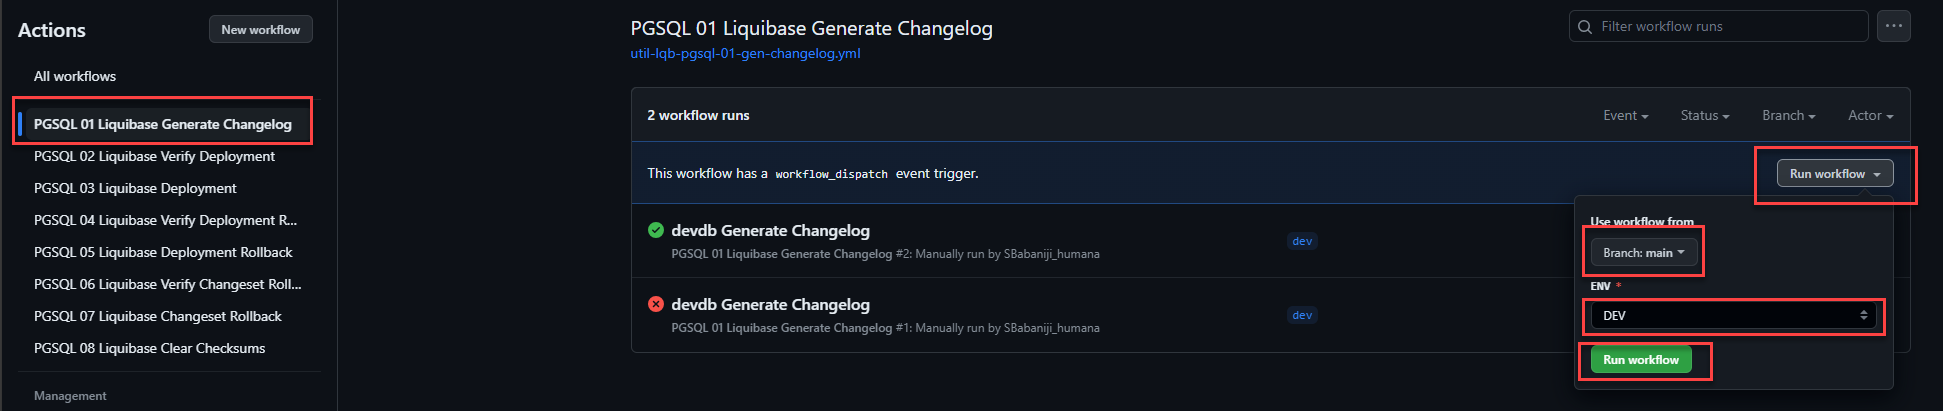 Actions
New workflow
All workflows
PGSQL 01 Liquibase Generate Changelog
PGSQL 02 Liquibase Verify Deployment
PGSQL 03 Liquibase Deployment
PGSQL 04 Liquibase Verify Deployment R...
PGSQL 05 Liquibase Deployment Rollback
PGSQL 06 Liquibase Verify Changeset Roll...
PGSQL 07 Liquibase Changeset Rollback
PGSQL 08 Liquibase Clear Checksums
Management
PGSQL 01 Liquibase Generate Changelog
util-lqb-pgsql-01-gen-changelog.yml
Filter workflow runs
2 workflow runs
Event
Status
Branch
Actor
This workflow has a workflow_dispatch event trigger.
Run workflow
devdb Generate Changelog
PGSQL 01 Liquibase Generate Changelog #2: Manually run by SBabaniji_humana
dev
devdb Generate Changelog
PGSQL 01 Liquibase Generate Changelog #1: Manually run by SBabaniji_humana
dev
Use workflow from
Branch: main
ENV *
DEV
Run workflow